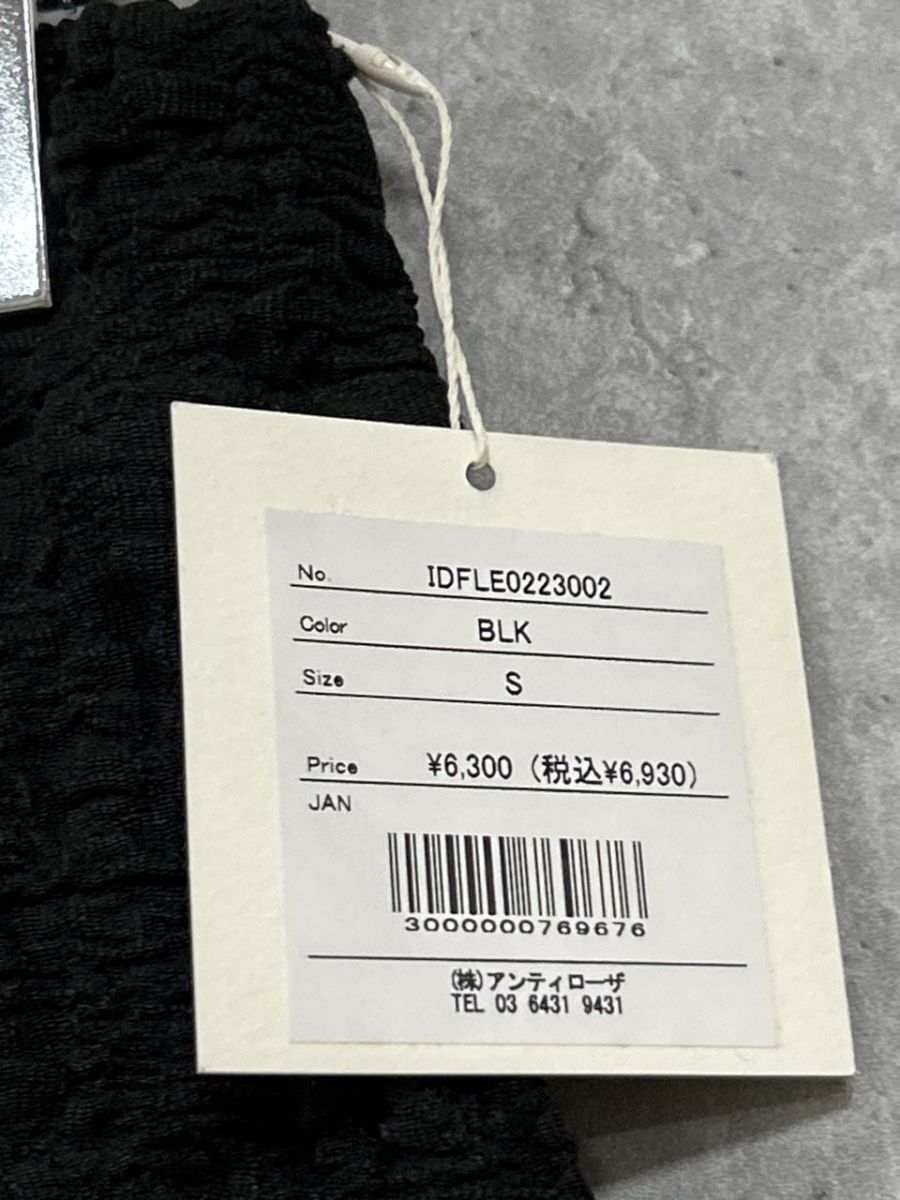 No. IDFLE0223002
Color BLK
Size S
Price ¥6,300（税込¥6,930）
JAN
3000000769676
(株)アンティローザ
TEL 03 6431 9431